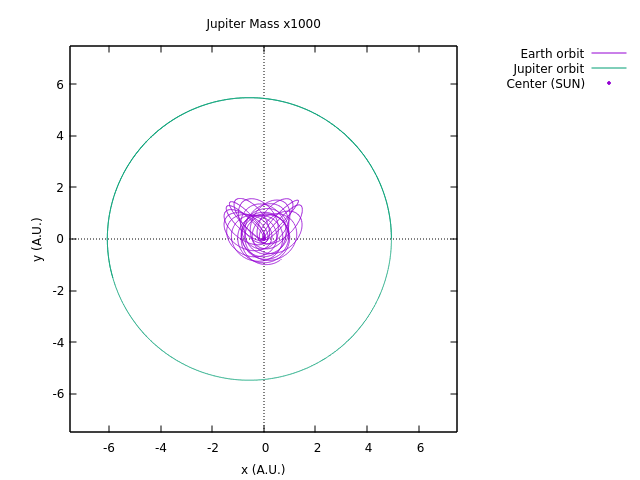 Jupiter Mass x1000
Earth orbit
Jupiter orbit
Center (SUN)
6
4
2
0
-2
-4
-6
y (A.U.)
-6 -4 -2 0 2 4 6
x (A.U.)